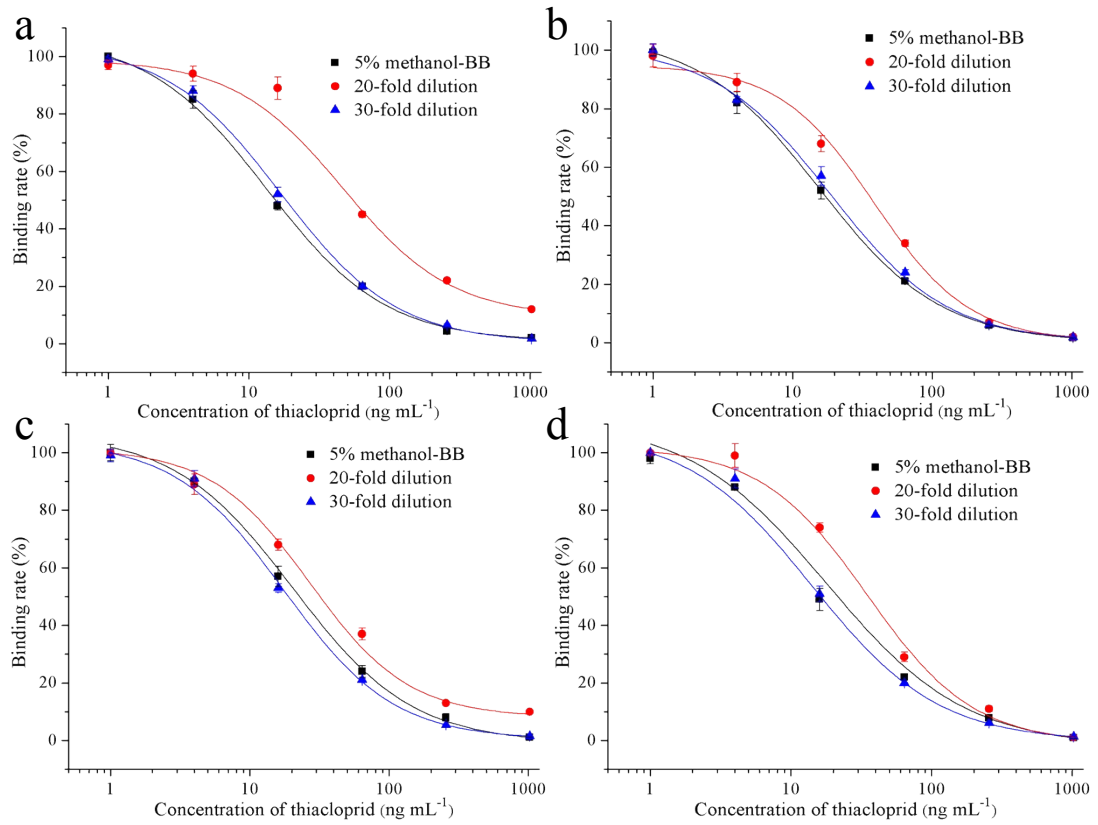 a
5% methanol-BB
20-fold dilution
30-fold dilution
100
80
60
40
20
0
Binding rate (%)
1
10
100
1000
Concentration of thiacloprid (ng mL⁻¹)
b
5% methanol-BB
20-fold dilution
30-fold dilution
100
80
60
40
20
0
Binding rate (%)
1
10
100
1000
Concentration of thiacloprid (ng mL⁻¹)
c
5% methanol-BB
20-fold dilution
30-fold dilution
100
80
60
40
20
0
Binding rate (%)
1
10
100
1000
Concentration of thiacloprid (ng mL⁻¹)
d
5% methanol-BB
20-fold dilution
30-fold dilution
100
80
60
40
20
0
Binding rate (%)
1
10
100
1000
Concentration of thiacloprid (ng mL⁻¹)